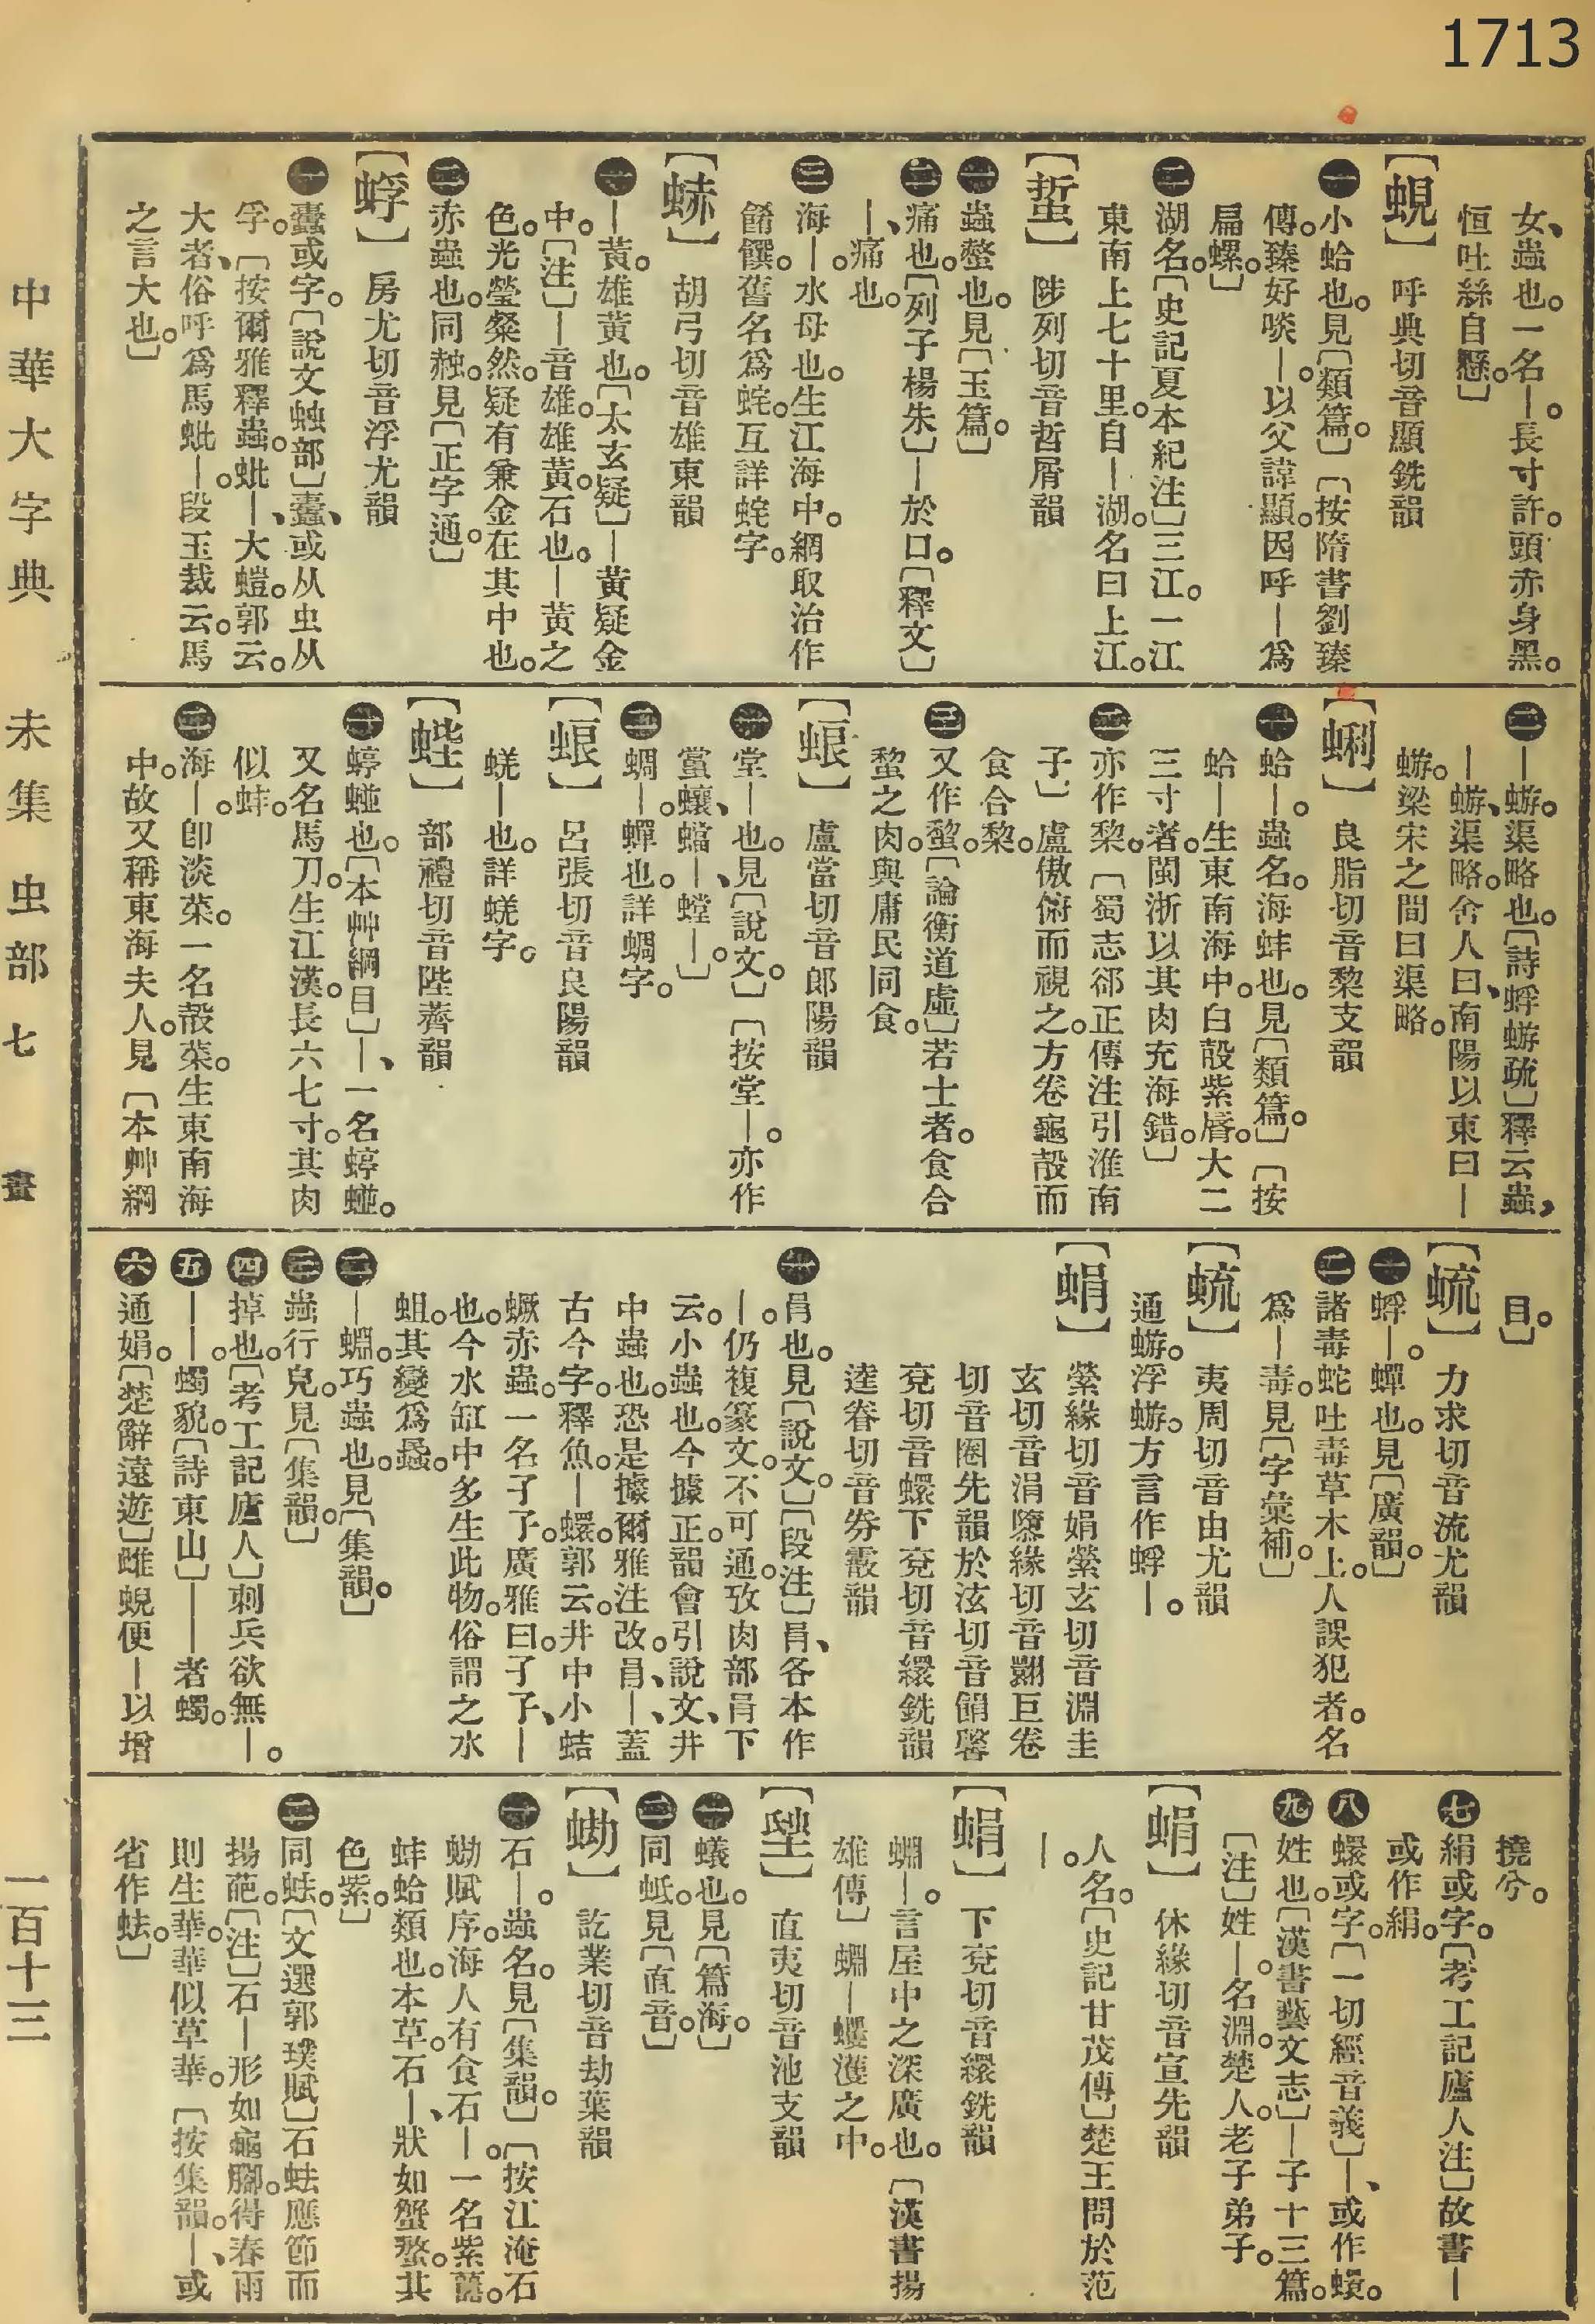 1713
女、蟲也。一名｜。長寸許。頭赤身黑。
恒吐絲自懸。〕
〔蜆〕　呼典切音顯銑韻
㊀小蛤也。見〔類篇〕。〔按隋書劉臻
傳。臻好啖｜。以父諱顯。因呼｜爲
扁螺。〕
㊁湖名。〔史記夏本紀注〕三江。一江
東南上七十里。自｜湖。名曰上江。
〔蜇〕　陟列切音哲屑韻
㊀蟲螫也。見〔玉篇。〕
㊁痛也。〔列子楊朱〕｜於口。〔釋文〕
｜、痛也。
㊂海｜。水母也。生江海中。網取治作
餚饌。舊名爲䖳。互詳䖳字。
〔䖼〕　胡弓切音雄東韻
㊀｜黃。雄黃也。〔太玄疑〕｜黃疑金
中。〔注〕｜音雄。雄黃。石也。｜黃之
色。光瑩粲然。疑有兼金在其中也。
㊁赤蟲也。同赨。見〔正字通。〕
〔蜉〕　房尤切音浮尤韻
㊀蠹或字。〔說文䖵部〕蠹、或从虫从
孚。〔按爾雅釋蟲。蚍｜、大螘。郭云。
大者、俗呼爲馬蚍｜。段玉裁云。馬
之言大也。〕
㊁｜蝣。渠略也。〔詩蜉蝣疏〕釋云蟲，
｜蝣、渠略。舍人曰、南陽以東曰｜
蝣。梁宋之間曰渠略。
〔蜊〕　良脂切音黎支韻
㊀蛤｜。蟲名。海蚌也。見〔類篇。〕〔按
蛤｜生東南海中。白殼紫脣。大二
三寸者。閩浙以其肉充海錯。〕
㊁亦作棃。〔蜀志郤正傳注引淮南
子〕盧傲俯而視之。方卷龜殼而
食合棃。
㊂又作蟍。〔論衡道虛〕若士者。食合
蟍之肉。與庸民同食。
〔蜋〕　盧當切音郎陽韻
㊀堂｜也。見〔說文。〕〔按堂｜。亦作
當蠰、蟷｜、螳｜。〕
㊁蜩｜。蟬也。詳蜩字。
〔蜋〕　呂張切音良陽韻
蜣｜也。詳蜣字。
〔蜌〕　部禮切音陛薺韻
㊀蝏䗒也。〔本艸綱目〕｜、一名蝏䗒。
又名馬刀。生江漢。長六七寸。其肉
似蚌。
㊁海｜。卽淡菜。一名殼菜。生東南海
中。故又稱東海夫人。見〔本艸綱
目。〕
〔蝅〕　力求切音流尤韻
㊀蜉｜。蟬也。見〔廣韻。〕
㊁諸毒蛇吐毒草木上。人誤犯者。名
爲｜毒。見〔字彙補。〕
〔蝅〕　夷周切音由尤韻
通蝣。浮蝣。方言作蜉｜。
〔蜎〕　縈緣切音娟縈玄切音淵圭
玄切音涓隳緣切音翾巨卷
切音圈先韻於泫切音䏍馨
兗切音蠉下兗切音繯銑韻
逵眷切音劵霰韻
㊀肙也。見〔說文。〕〔段注〕肙、各本作
｜。仍複篆文。不可通。攷肉部肙下
云。小蟲也。今據正。韻會引說文、井
中蟲也。恐是據爾雅注改。肙、｜、蓋
古今字。釋魚。｜蠉。郭云。井中小蛣
蟩赤蟲。一名孑孓。廣雅曰。孑孓、｜
也。今水缸中多生此物。俗謂之水
蛆。其變爲蟁。
㊁｜蠉。巧蟲也。見〔集韻。〕
㊂蟲行皃。見〔集韻。〕
㊃掉也。〔考工記廬人〕刺兵欲無｜。
㊄｜｜。蠋貌。〔詩東山〕｜｜者蠋。
㊅通娟。〔楚辭遠遊〕雌蜺便｜以增
撓兮。
㊆絹或字。〔考工記廬人注〕故書｜
或作絹。
㊇蠉或字。〔一切經音義〕｜、或作蠉。
㊈姓也。〔漢書藝文志〕｜子十三篇。
〔注〕姓｜。名淵。楚人。老子弟子。
〔蜎〕　休緣切音宣先韻
人名。〔史記甘茂傳〕楚王問於范
｜。
〔蜎〕　下兗切音繯銑韻
蜵｜。言屋中之深廣也。〔漢書揚
雄傳〕蜵｜蠼濩之中。
〔䖨〕　直夷切音池支韻
㊀蟻也。見〔篇海。〕
㊁同蚳。見〔直音。〕
〔蜐〕　訖業切音劫葉韻
㊀石｜。蟲名。見〔集韻。〕〔按江淹石
蜐賦序。海人有食石｜。一名紫䕻。
蚌蛤類也。本草。石｜、狀如蟹螯。其
色紫。〕
㊁同䖦。〔文選郭璞賦〕石䖦應節而
揚葩。〔注〕石｜形如龜腳。得春雨
則生華。華似草華。〔按集韻。｜、或
省作䖦。〕
中華大字典　未集　虫部　七　畫
一百十三